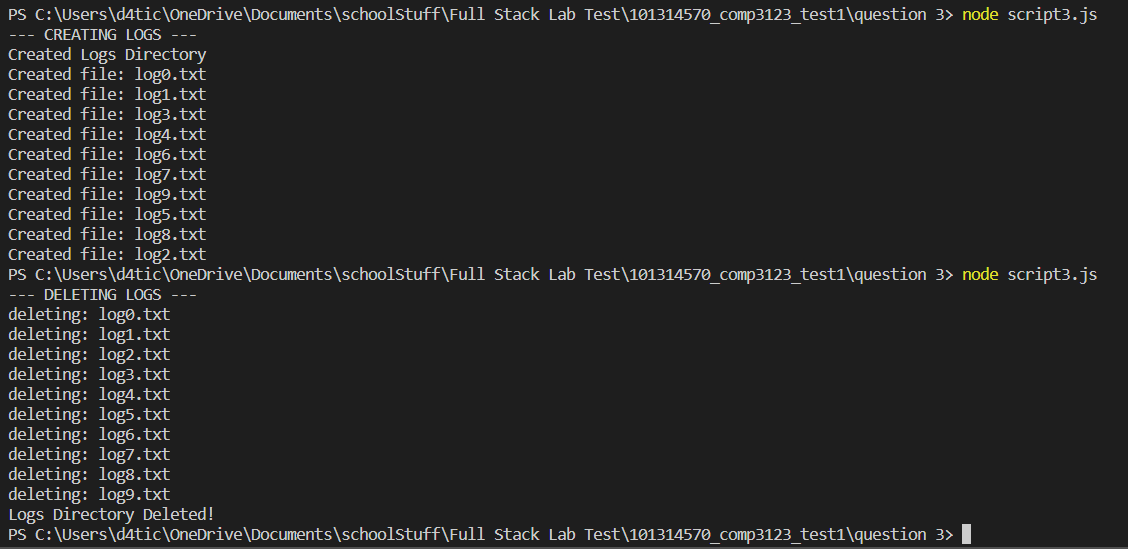 PS C:\Users\d4tic\OneDrive\Documents\schoolStuff\Full Stack Lab Test\101314570_comp3123_test1\question 3> node script3.js
--- CREATING LOGS ---
Created Logs Directory
Created file: log0.txt
Created file: log1.txt
Created file: log3.txt
Created file: log4.txt
Created file: log6.txt
Created file: log7.txt
Created file: log9.txt
Created file: log5.txt
Created file: log8.txt
Created file: log2.txt
PS C:\Users\d4tic\OneDrive\Documents\schoolStuff\Full Stack Lab Test\101314570_comp3123_test1\question 3> node script3.js
--- DELETING LOGS ---
deleting: log0.txt
deleting: log1.txt
deleting: log2.txt
deleting: log3.txt
deleting: log4.txt
deleting: log5.txt
deleting: log6.txt
deleting: log7.txt
deleting: log8.txt
deleting: log9.txt
Logs Directory Deleted!
PS C:\Users\d4tic\OneDrive\Documents\schoolStuff\Full Stack Lab Test\101314570_comp3123_test1\question 3>